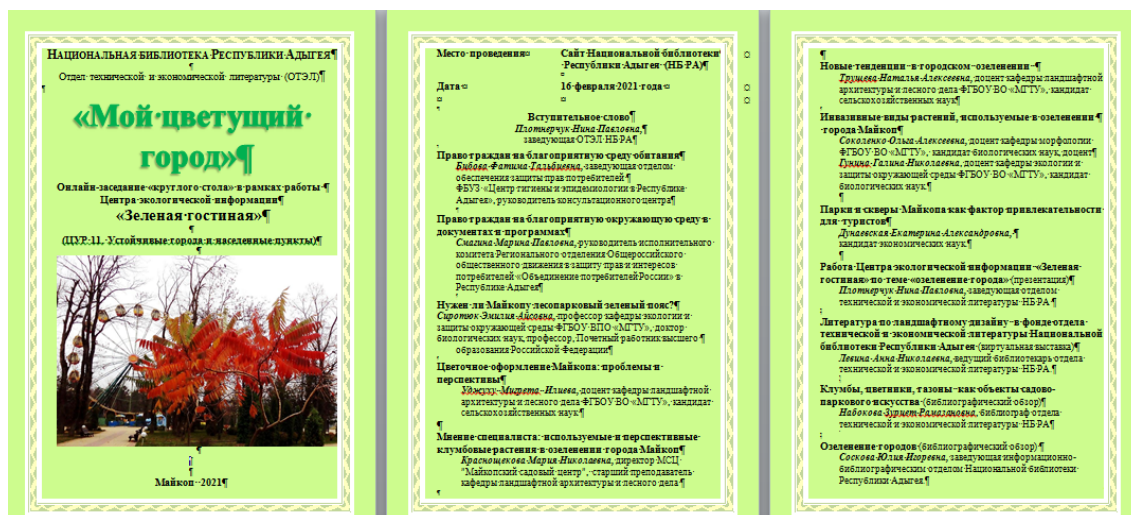 НАЦИОНАЛЬНАЯ БИБЛИОТЕКА РЕСПУБЛИКИ АДЫГЕЯ¶
Отдел технической и экономической литературы (ОТЭЛ)¶
¶
«Мой цветущий
город»¶
Онлайн-заседание «круглого стола» в рамках работы
Центра экологической информации¶
«Зеленая гостиная»¶
¶
(ЦУР 11. Устойчивые города и населенные пункты)¶
¶
¶
¶
¶
Майкоп - 2021¶
Место проведения¤ Сайт Национальной библиотеки
Республики Адыгея (НБ РА)¶
¤
Дата ¤ 16 февраля 2021 года ¤
¤ ¤ ¤
¶
Вступительное слово¶
Плотнерчук Нина Павловна,¶
заведующая ОТЭЛ НБ РА¶
Право граждан на благоприятную среду обитания¶
Бибова Фатима Тальбиевна, заведующая отделом
обеспечения защиты прав потребителей ¶
ФБУЗ «Центр гигиены и эпидемиологии в Республике
Адыгея», руководитель консультационного центра¶
¶
Право граждан на благоприятную окружающую среду в
документах и программах¶
Смагина Марина Павловна, руководитель исполнительного
комитета Регионального отделения Общероссийского
общественного движения в защиту прав и интересов
потребителей «Объединение потребителей России» в
Республике Адыгея¶
¶
Нужен ли Майкопу лесопарковый зеленый пояс?¶
Сиротюк Эмилия Айсовна, профессор кафедры экологии и
защиты окружающей среды ФГБОУ ВПО «МГТУ», доктор
биологических наук, профессор, Почетный работник высшего ¶
образования Российской Федерации¶
Цветочное оформление Майкопа: проблемы и
перспективы¶
Уджуху Мигрета Илиева, доцент кафедры ландшафтной
архитектуры и лесного дела ФГБОУ ВО «МГТУ», кандидат
сельскохозяйственных наук¶
¶
Мнение специалиста: используемые и перспективные
клумбовые растения в озеленении города Майкоп¶
Краснощекова Мария Николаевна, директор МСЦ
"Майкопский садовый центр", старший преподаватель
кафедры ландшафтной архитектуры и лесного дела¶
¶
¶
Новые тенденции в городском озеленении ¶
Трушева Наталья Алексеевна, доцент кафедры ландшафтной
архитектуры и лесного дела ФГБОУ ВО «МГТУ», кандидат
сельскохозяйственных наук¶
Инвазивные виды растений, используемые в озеленении ¶
города Майкоп¶
Соколенко Ольга Алексеевна, доцент кафедры морфологии
ФГБОУ ВО «МГТУ», кандидат биологических наук, доцент¶
Гунина Галина Николаевна, доцент кафедры экологии и
защиты окружающей среды ФГБОУ ВО «МГТУ», кандидат
биологических наук¶
¶
Парки и скверы Майкопа как фактор привлекательности
для туристов¶
Дунаевская Екатерина Александровна, ¶
кандидат экономических наук¶
¶
Работа Центра экологической информации «Зеленая
гостиная» по теме «озеленение города» (презентация)¶
Плотнерчук Нина Павловна, заведующая отделом
технической и экономической литературы НБ РА ¶
Литература по ландшафтному дизайну в фонде отдела
технической и экономической литературы Национальной
библиотеки Республики Адыгея (виртуальная выставка)¶
Левина Анна Николаевна, ведущий библиотекарь отдела
технической и экономической литературы НБ РА.¶
Клумбы, цветники, газоны как объекты садово-
паркового искусства (библиографический обзор)¶
Набокова Зурцет Рамазановна, библиограф отдела
технической и экономической литературы НБ РА¶
Озеленение городов (библиографический обзор)¶
Соскова Юлия Игоревна, заведующая информационно-
библиографическим отделом Национальной библиотеки
Республики Адыгея¶